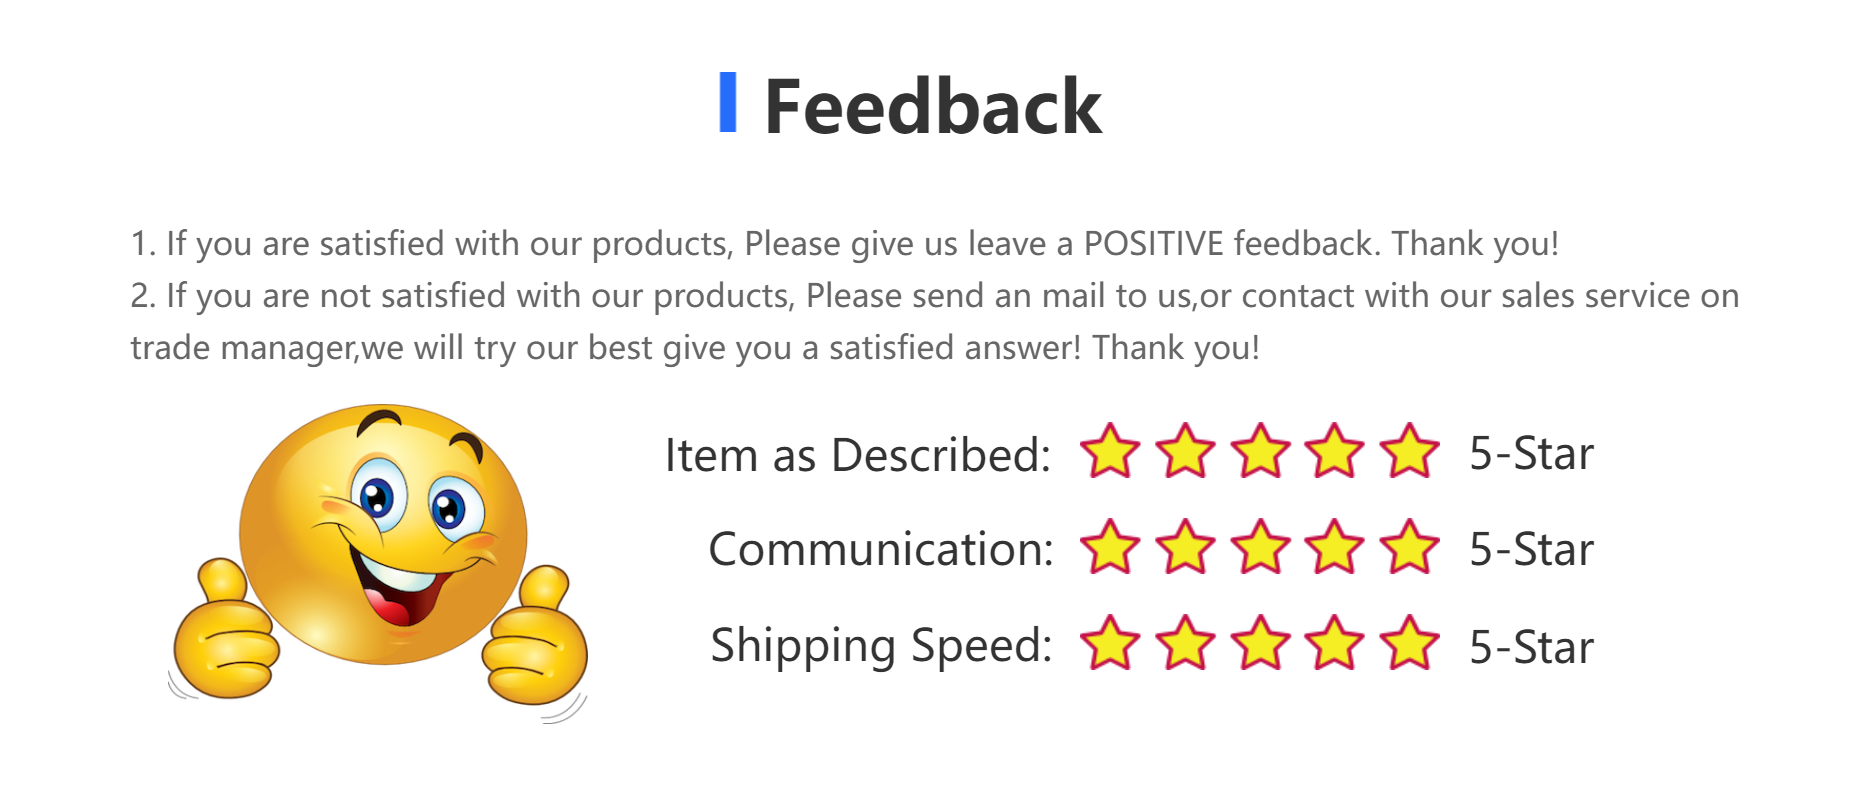 Feedback
1. If you are satisfied with our products, Please give us leave a POSITIVE feedback. Thank you!
2. If you are not satisfied with our products, Please send an mail to us,or contact with our sales service on
trade manager,we will try our best give you a satisfied answer! Thank you!
Item as Described: 5-Star
Communication: 5-Star
Shipping Speed: 5-Star